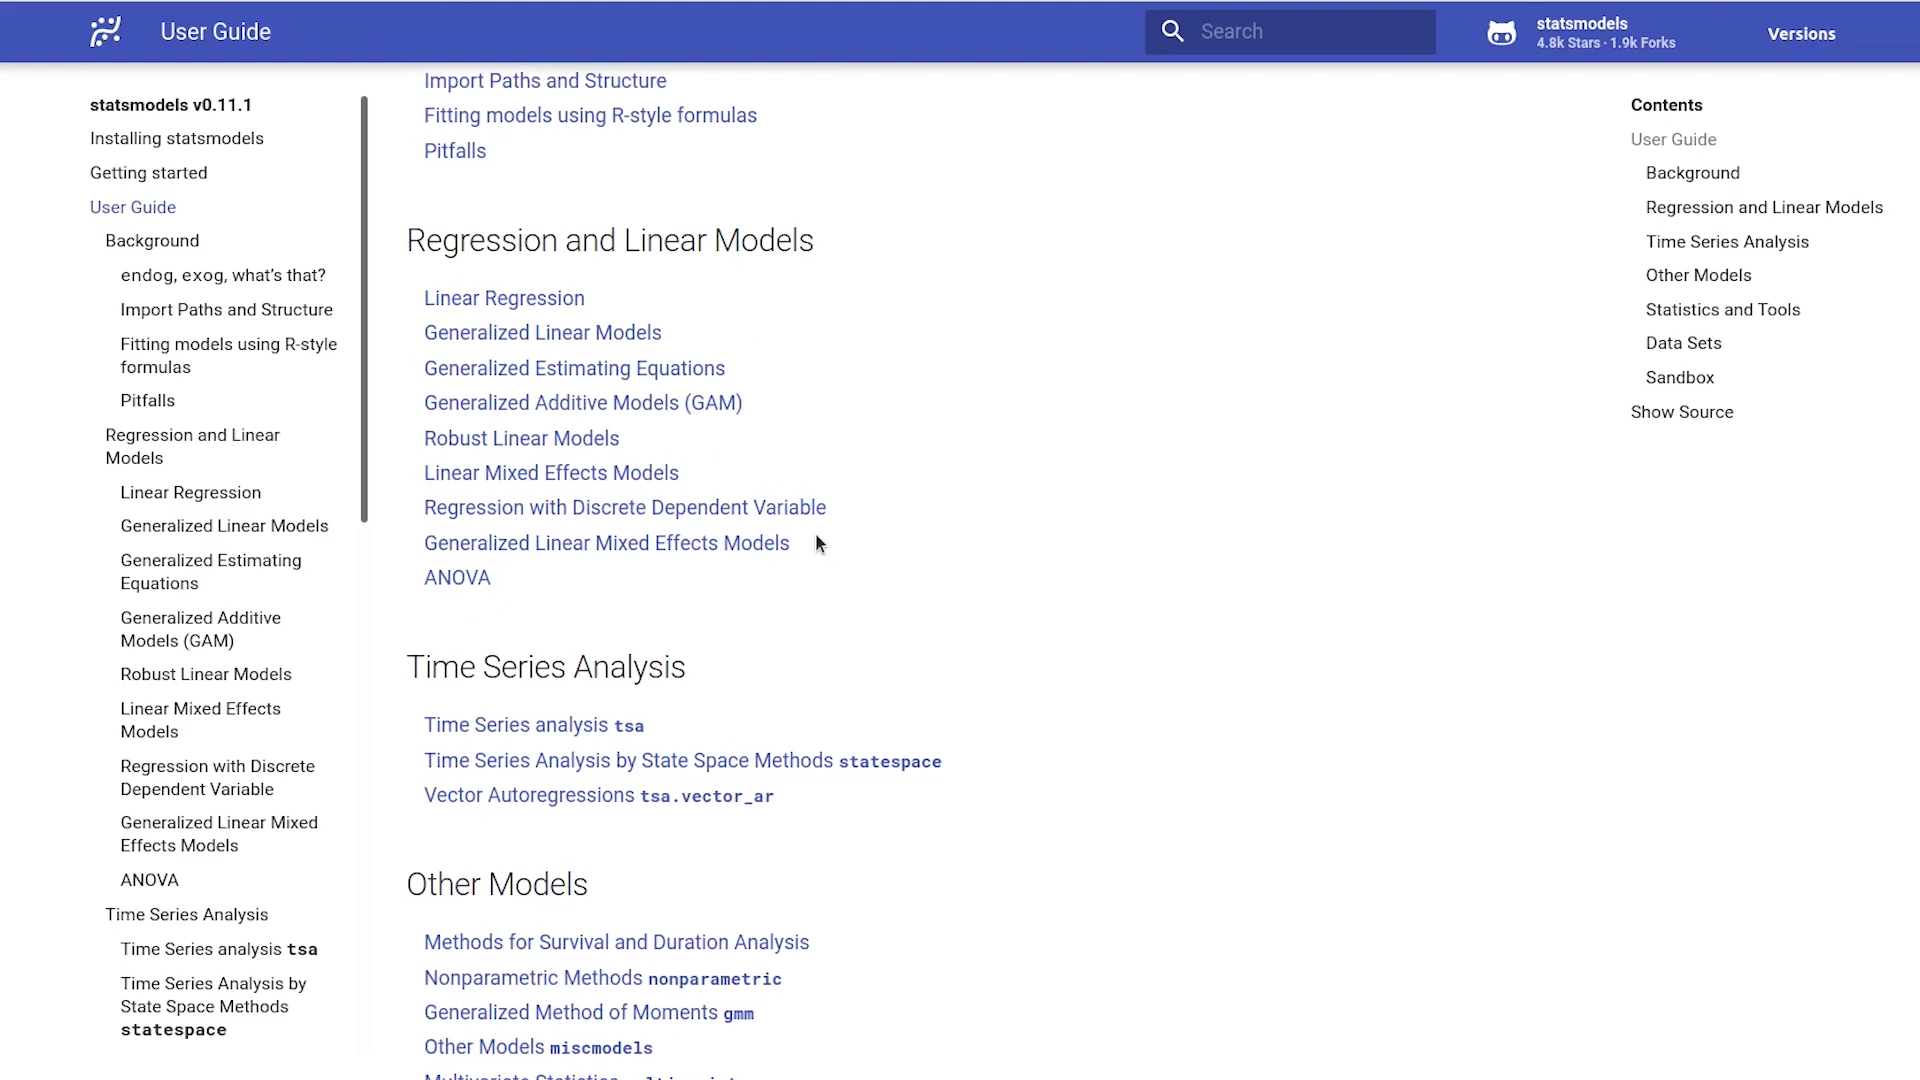 User Guide
Search
statsmodels
4.8k Stars · 1.9k Forks
Versions
statsmodels v0.11.1
Installing statsmodels
Getting started
User Guide
Background
endog, exog, what’s that?
Import Paths and Structure
Fitting models using R-style
formulas
Pitfalls
Regression and Linear
Models
Linear Regression
Generalized Linear Models
Generalized Estimating
Equations
Generalized Additive
Models (GAM)
Robust Linear Models
Linear Mixed Effects
Models
Regression with Discrete
Dependent Variable
Generalized Linear Mixed
Effects Models
ANOVA
Time Series Analysis
Time Series analysis tsa
Time Series Analysis by
State Space Methods
statespace
Import Paths and Structure
Fitting models using R-style formulas
Pitfalls
Regression and Linear Models
Linear Regression
Generalized Linear Models
Generalized Estimating Equations
Generalized Additive Models (GAM)
Robust Linear Models
Linear Mixed Effects Models
Regression with Discrete Dependent Variable
Generalized Linear Mixed Effects Models
ANOVA
Time Series Analysis
Time Series analysis tsa
Time Series Analysis by State Space Methods statespace
Vector Autoregressions tsa.vector_ar
Other Models
Methods for Survival and Duration Analysis
Nonparametric Methods nonparametric
Generalized Method of Moments gmm
Other Models miscmodels
Contents
User Guide
Background
Regression and Linear Models
Time Series Analysis
Other Models
Statistics and Tools
Data Sets
Sandbox
Show Source